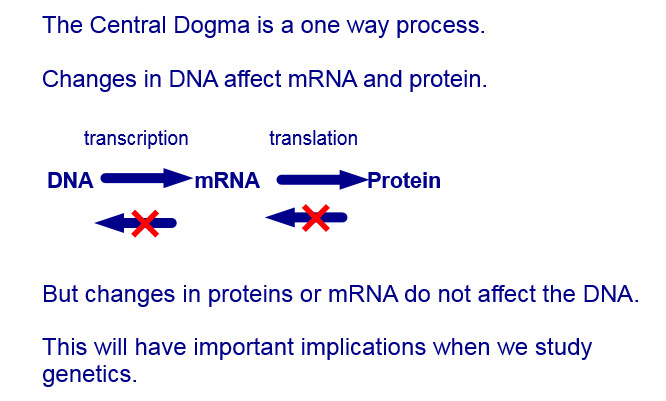 The Central Dogma is a one way process.
Changes in DNA affect mRNA and protein.
transcription translation
DNA mRNA Protein
But changes in proteins or mRNA do not affect the DNA.
This will have important implications when we study
genetics.